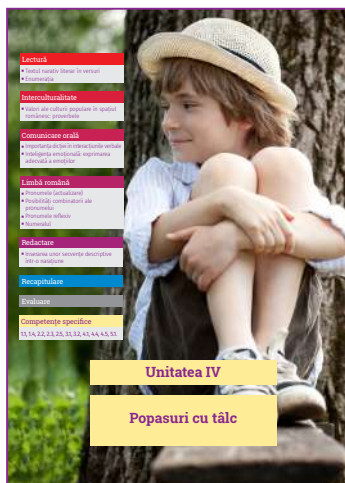 Lectură
• Textul narativ literar în versuri
• Enumerația
Interculturalitate
• Valori ale culturii populare în spațiul
românesc: proverbele
Comunicare orală
• Importanța dicției în interacțiunile verbale
• Inteligența emoțională: exprimarea
adecvată a emoțiilor
Limbă română
• Pronumele (actualizare)
• Posibilități combinatorii ale
pronumelui
• Pronumele reflexiv
• Numeralul
Redactare
• Inserarea unor secvențe descriptive
într-o narațiune
Recapitulare
Evaluare
Competențe specifice
1.1, 1.4, 2.2, 2.3, 2.5, 3.1, 3.2, 4.1, 4.4, 4.5, 5.1.
Unitatea IV
Popasuri cu tâlc